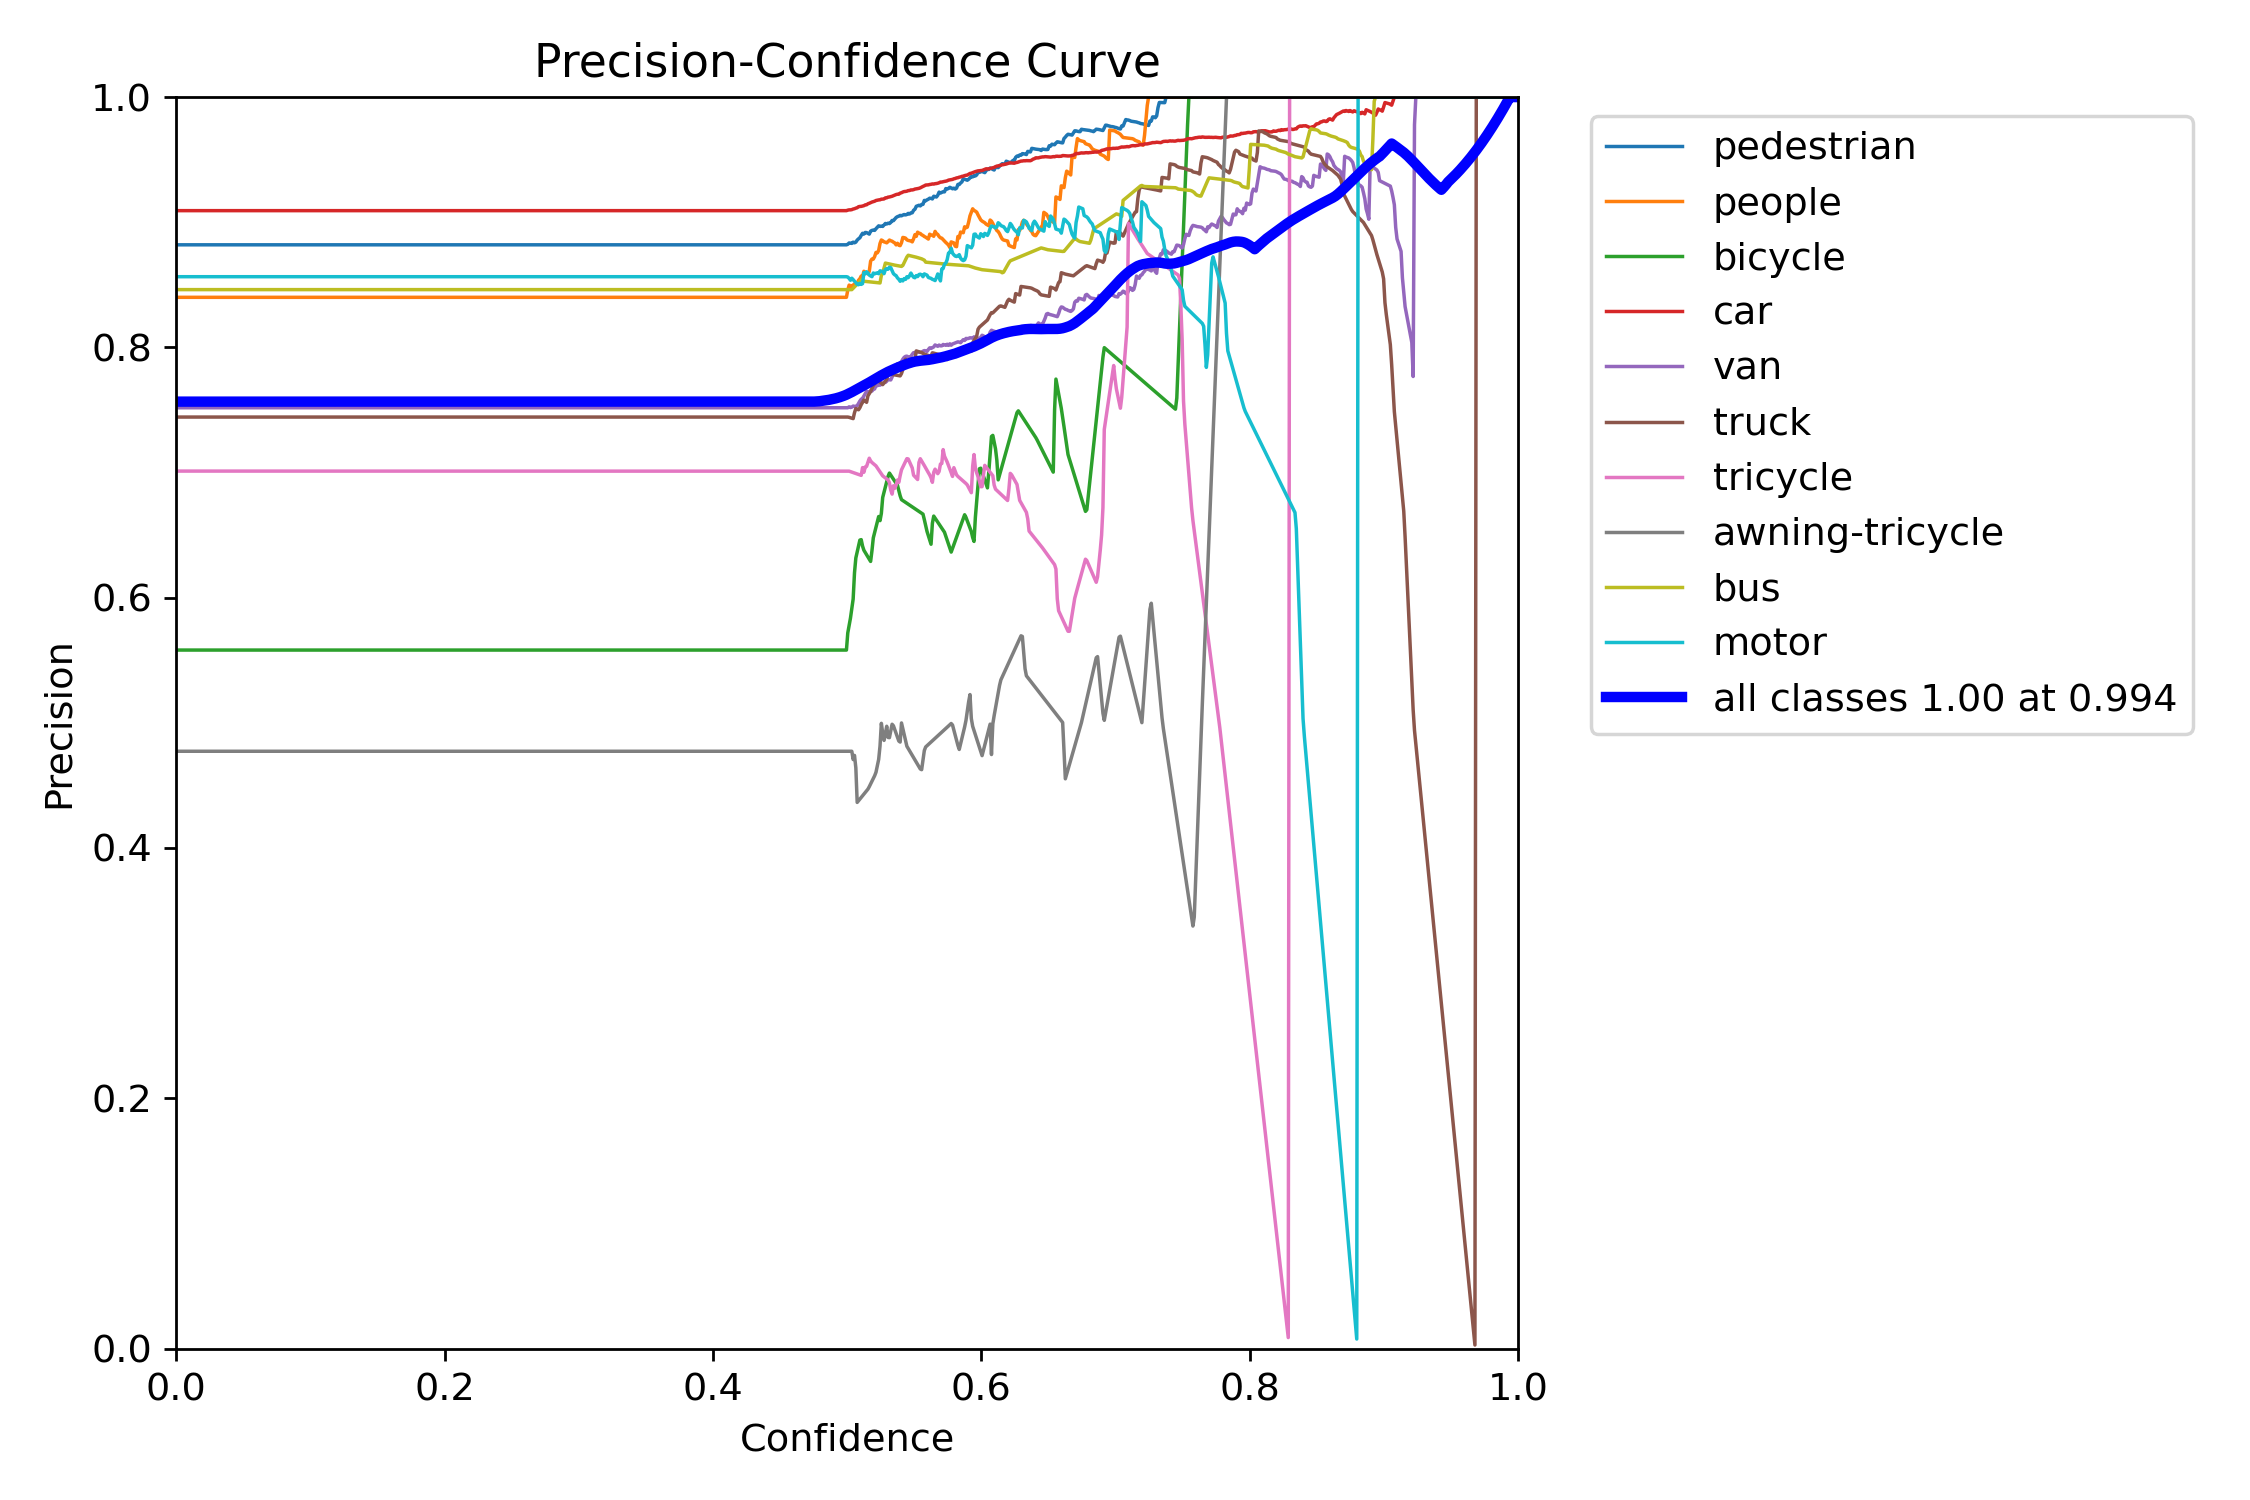 Precision-Confidence Curve
1.0
0.8
0.6
0.4
0.2
0.0
Precision
0.0 0.2 0.4 0.6 0.8 1.0
Confidence
pedestrian
people
bicycle
car
van
truck
tricycle
awning-tricycle
bus
motor
all classes 1.00 at 0.994